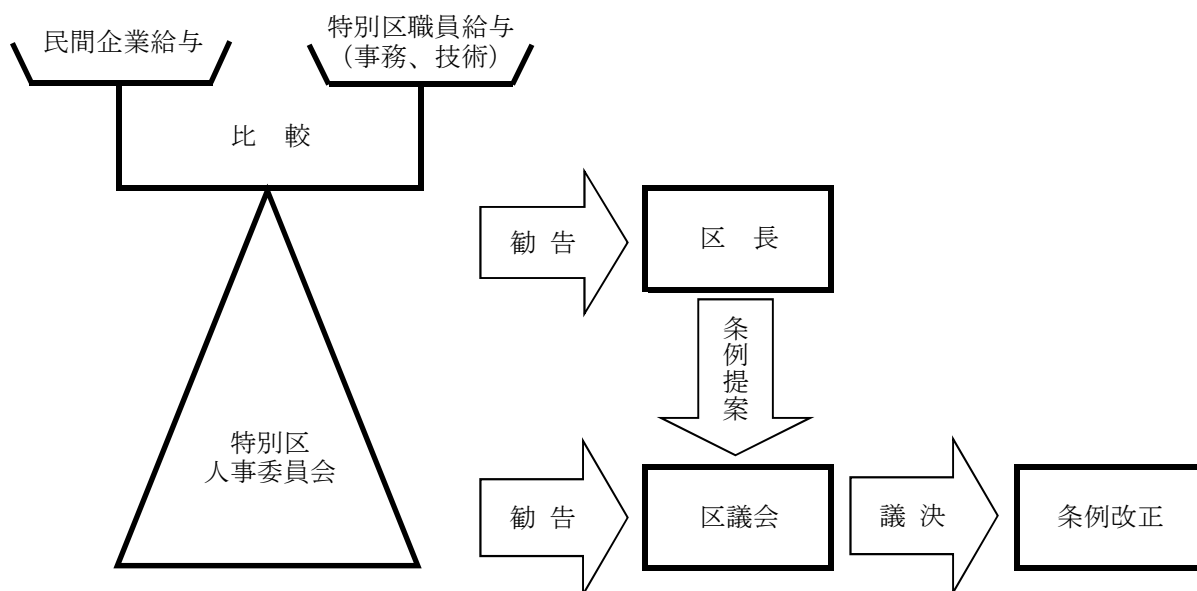 民間企業給与
特別区職員給与
（事務、技術）
比　較
勧 告
区　長
条例提案
特別区
人事委員会
勧 告
区議会
議 決
条例改正